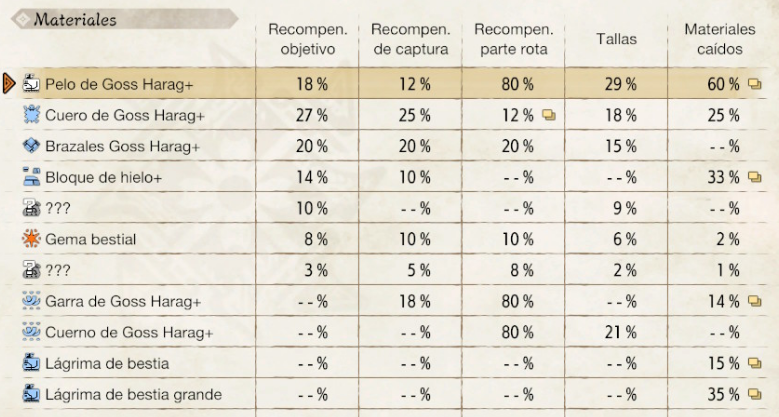 Materiales
Recompen. objetivo Recompen. de captura Recompen. parte rota Tallas Materiales caídos
Pelo de Goss Harag+ 18 % 12 % 80 % 29 % 60 %
Cuero de Goss Harag+ 27 % 25 % 12 % 18 % 25 %
Brazales Goss Harag+ 20 % 20 % 20 % 15 % - - %
Bloque de hielo+ 14 % 10 % - - % - - % 33 %
??? 10 % - - % - - % 9 % - - %
Gema bestial 8 % 10 % 10 % 6 % 2 %
??? 3 % 5 % 8 % 2 % 1 %
Garra de Goss Harag+ - - % 18 % 80 % - - % 14 %
Cuerno de Goss Harag+ - - % - - % 80 % 21 % - - %
Lágrima de bestia - - % - - % - - % - - % 15 %
Lágrima de bestia grande - - % - - % - - % - - % 35 %